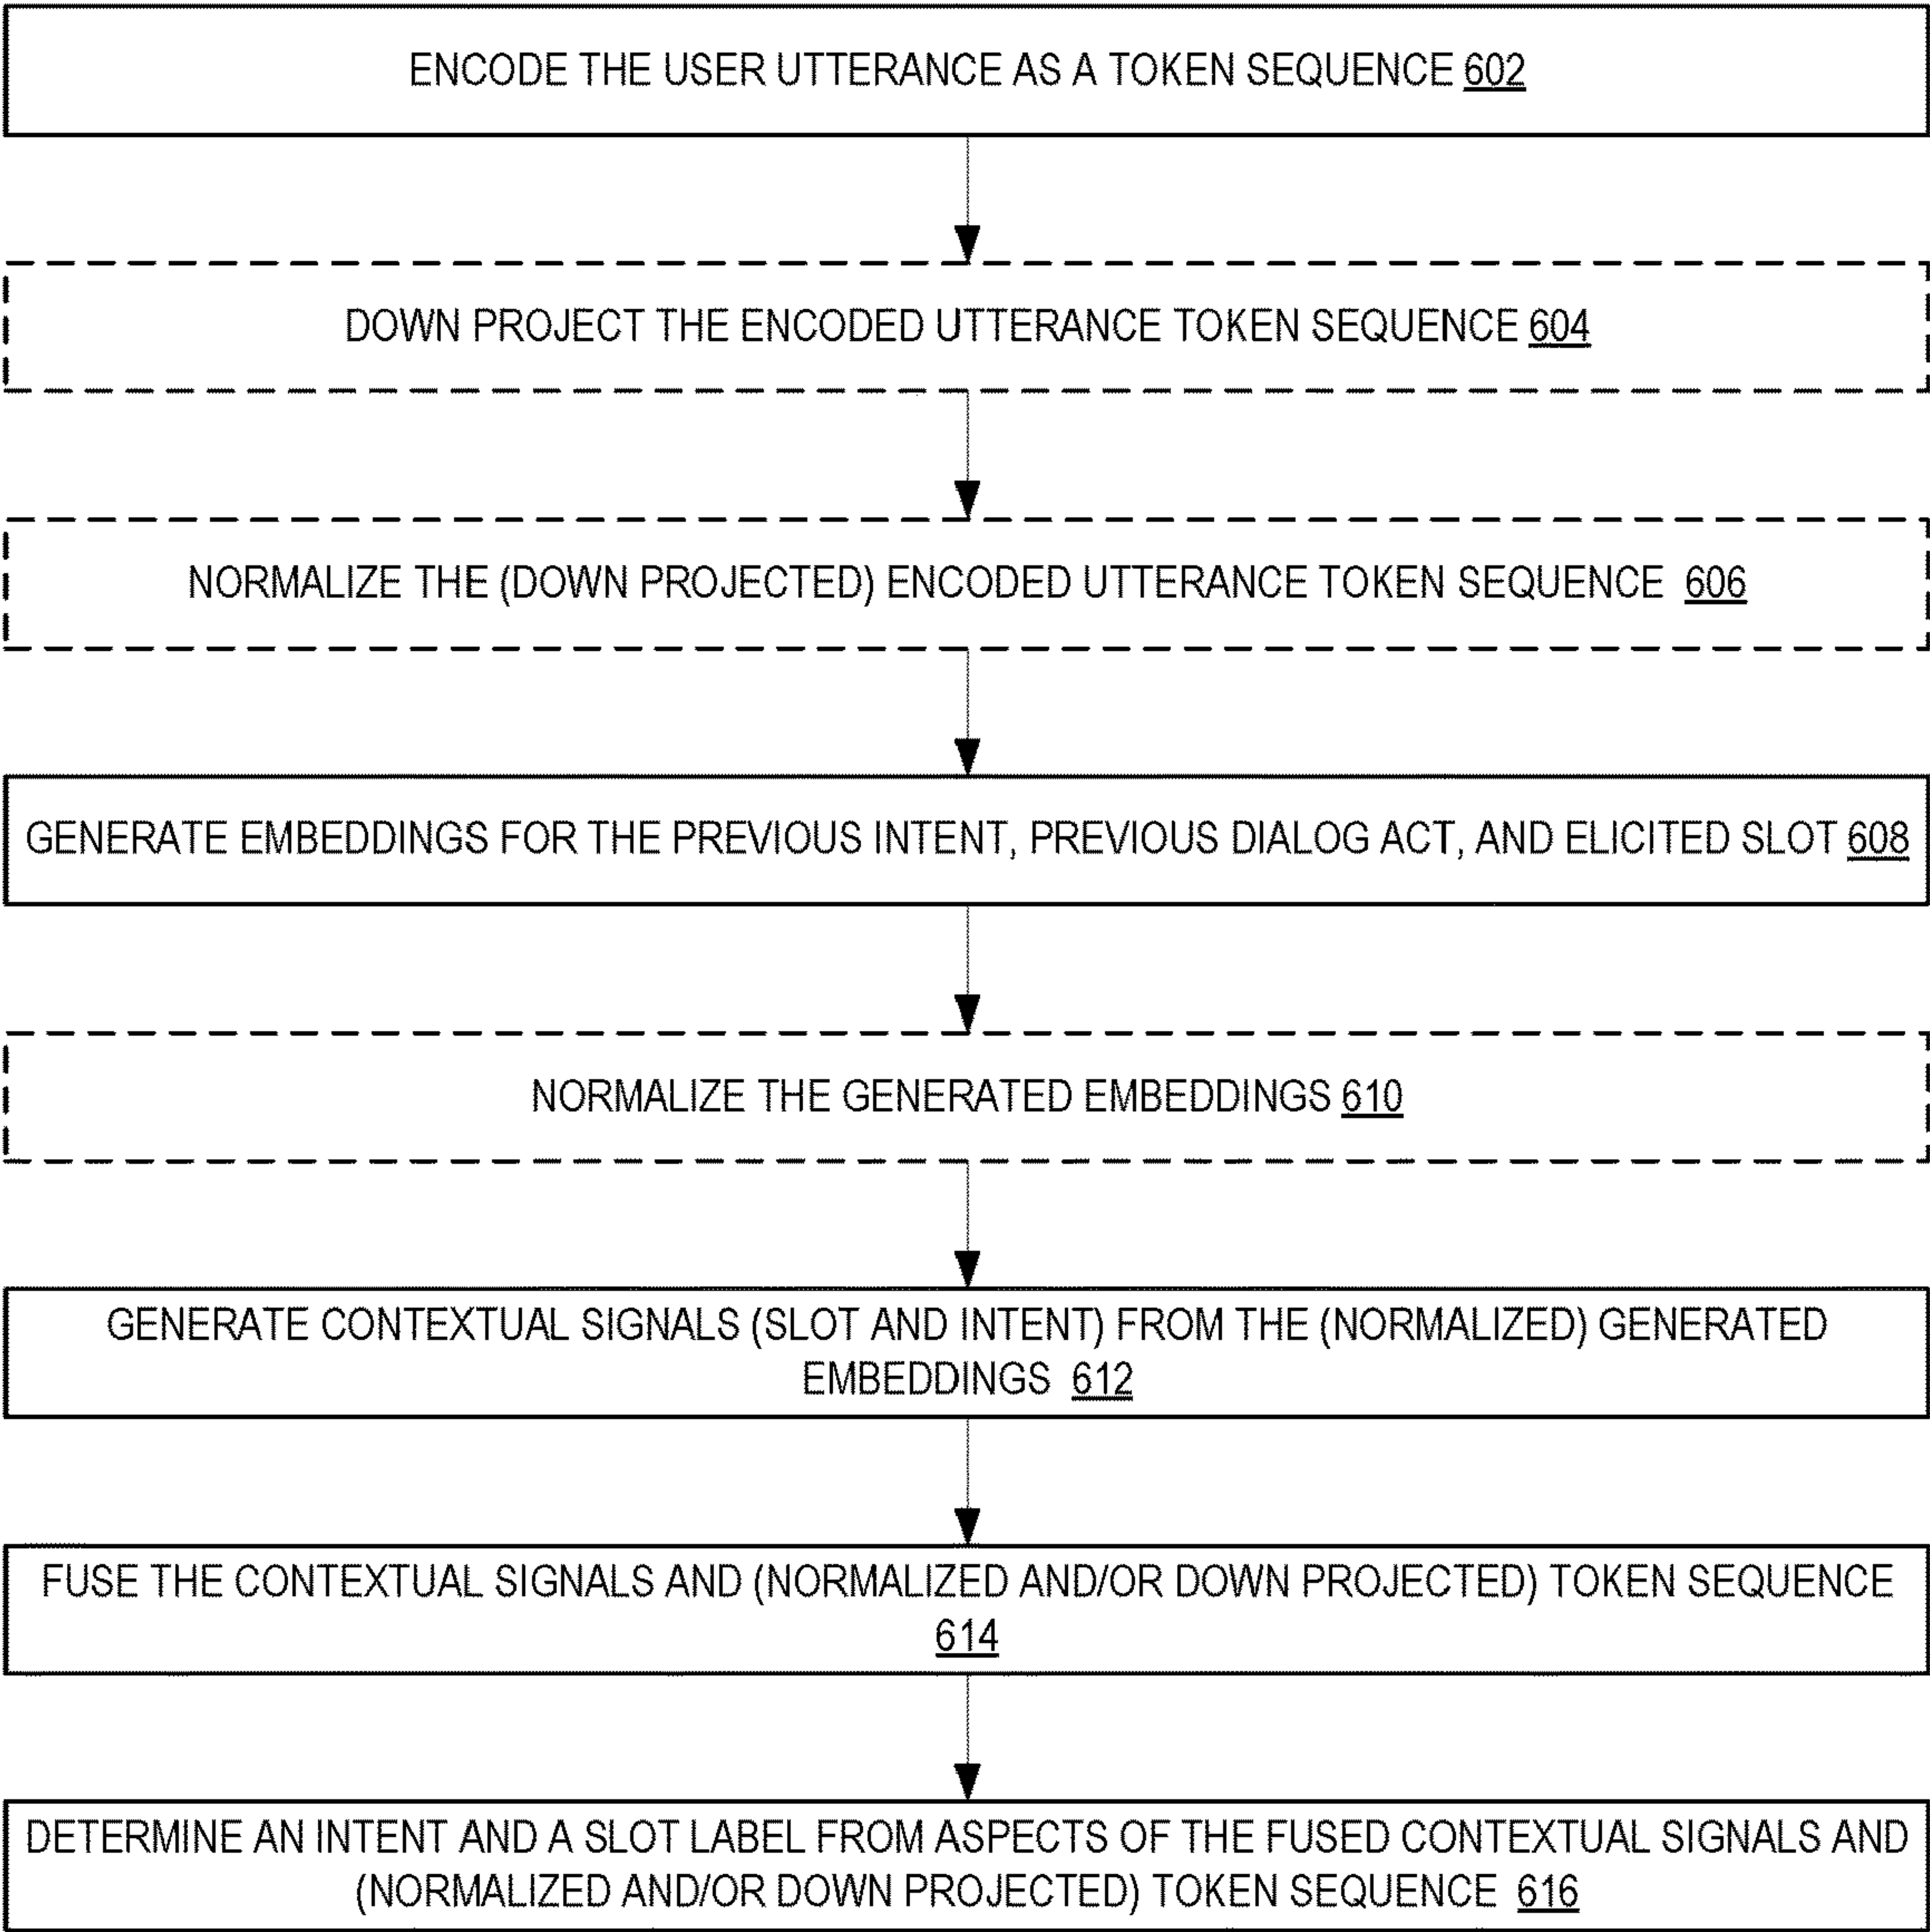 ENCODE THE USER UTTERANCE AS A TOKEN SEQUENCE 602
DOWN PROJECT THE ENCODED UTTERANCE TOKEN SEQUENCE 604
NORMALIZE THE (DOWN PROJECTED) ENCODED UTTERANCE TOKEN SEQUENCE 606
GENERATE EMBEDDINGS FOR THE PREVIOUS INTENT, PREVIOUS DIALOG ACT, AND ELICITED SLOT 608
NORMALIZE THE GENERATED EMBEDDINGS 610
GENERATE CONTEXTUAL SIGNALS (SLOT AND INTENT) FROM THE (NORMALIZED) GENERATED
EMBEDDINGS 612
FUSE THE CONTEXTUAL SIGNALS AND (NORMALIZED AND/OR DOWN PROJECTED) TOKEN SEQUENCE
614
DETERMINE AN INTENT AND A SLOT LABEL FROM ASPECTS OF THE FUSED CONTEXTUAL SIGNALS AND
(NORMALIZED AND/OR DOWN PROJECTED) TOKEN SEQUENCE 616